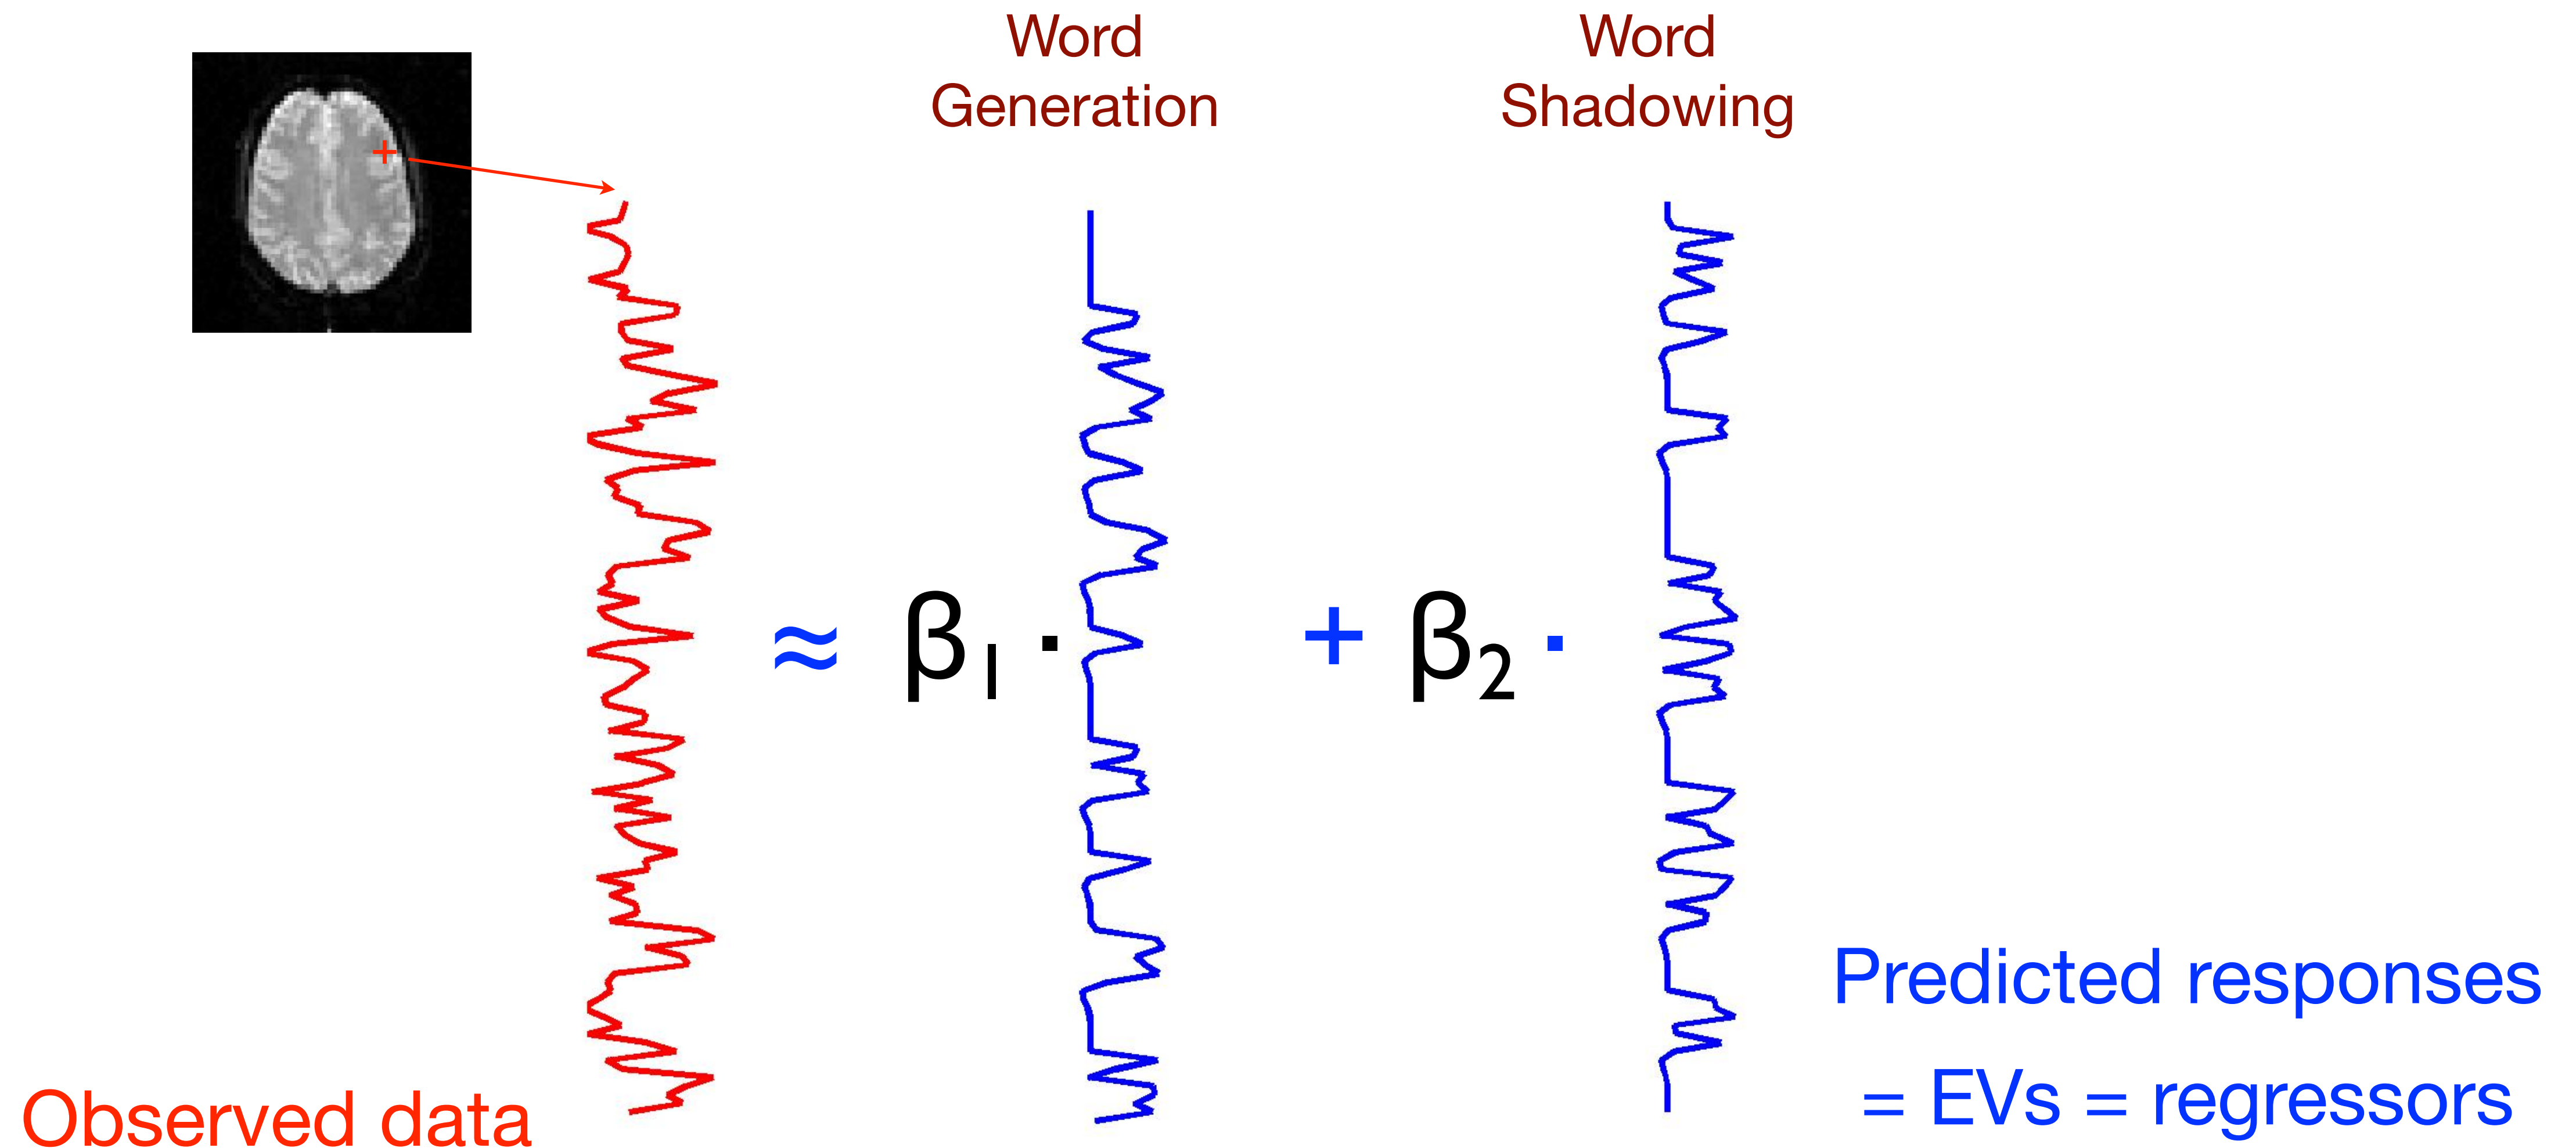 Word
Generation
Word
Shadowing
≈ β1 · + β2 ·
Predicted responses
= EVs = regressors
Observed data